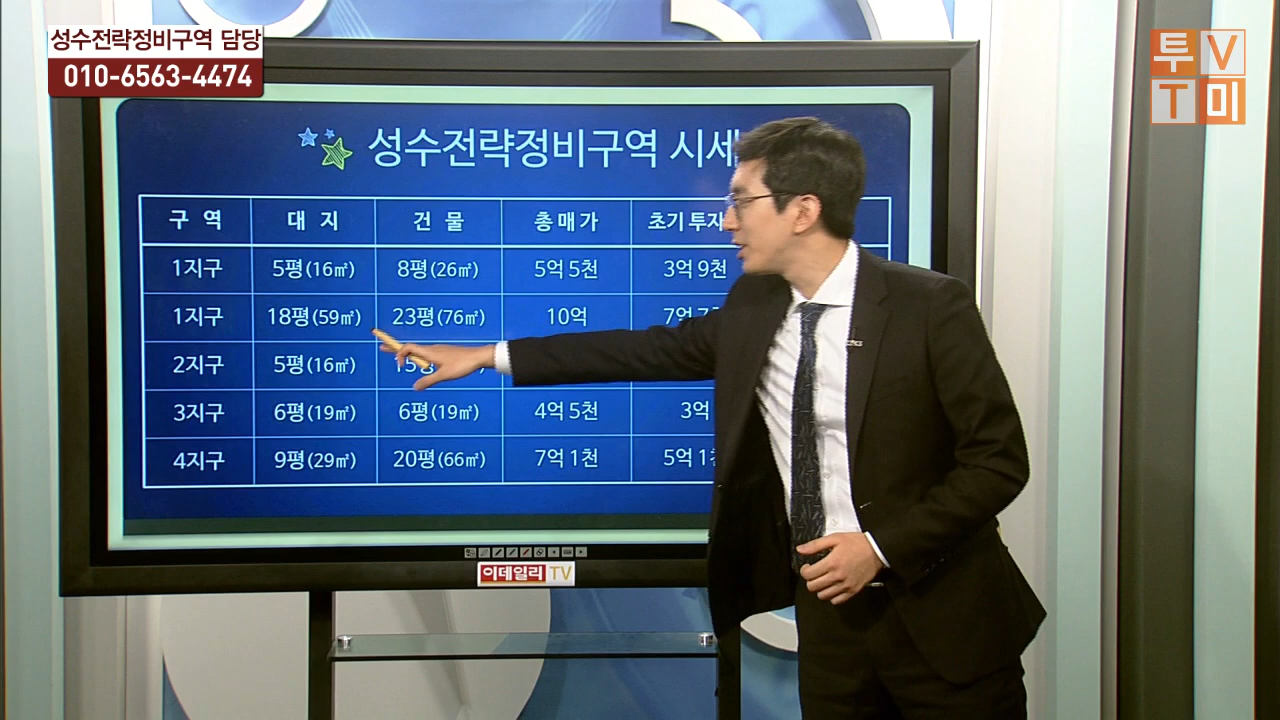 성수전략정비구역 담당
010-6563-4474
투V
T미
성수전략정비구역 시세
구 역 대 지 건 물 총 매 가 초기 투자
1지구 5평(16㎡) 8평(26㎡) 5억 5천 3억 9천
1지구 18평(59㎡) 23평(76㎡) 10억
2지구 5평(16㎡)
3지구 6평(19㎡) 6평(19㎡) 4억 5천 3억
4지구 9평(29㎡) 20평(66㎡) 7억 1천 5억 1천
이데일리 TV